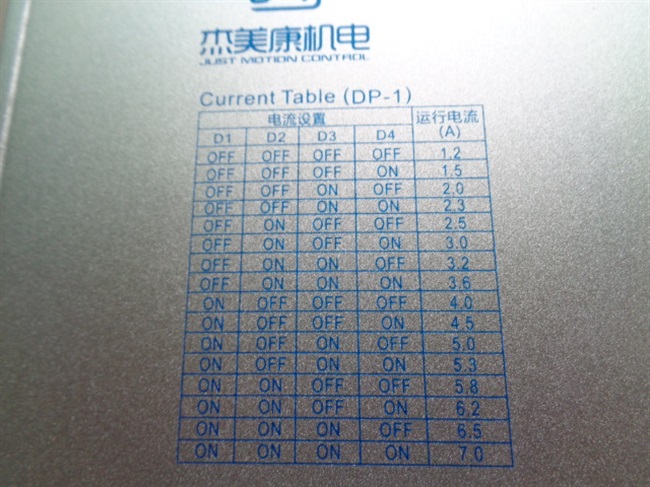 杰美康机电
JUST MOTION CONTROL
Current Table (DP-1)
电流设置 运行电流
D1 D2 D3 D4 (A)
OFF OFF OFF OFF 1.2
OFF OFF OFF ON 1.5
OFF OFF ON OFF 2.0
OFF OFF ON ON 2.3
OFF ON OFF OFF 2.5
OFF ON OFF ON 3.0
OFF ON ON OFF 3.2
OFF ON ON ON 3.6
ON OFF OFF OFF 4.0
ON OFF OFF ON 4.5
ON OFF ON OFF 5.0
ON OFF ON ON 5.3
ON ON OFF OFF 5.8
ON ON OFF ON 6.2
ON ON ON OFF 6.5
ON ON ON ON 7.0